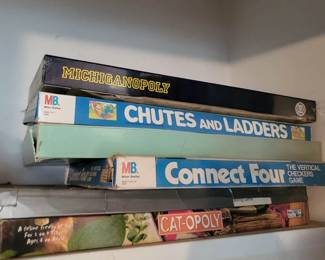 MICHIGANOPOLY
MB
CHUTES AND LADDERS
MB
Connect Four
THE VERTICAL
CHECKERS
GAME
CAT-OPOLY